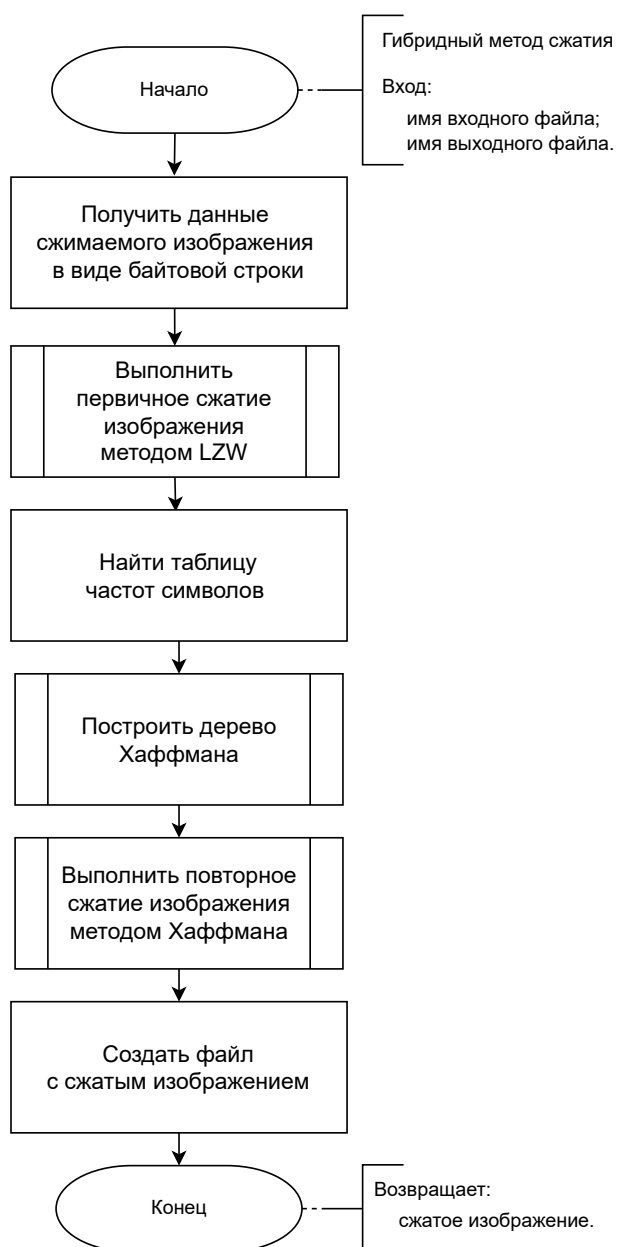 Гибридный метод сжатия
Начало
Вход:
имя входного файла;
имя выходного файла.
Получить данные
сжимаемого изображения
в виде байтовой строки
Выполнить
первичное сжатие
изображения
методом LZW
Найти таблицу
частот символов
Построить дерево
Хаффмана
Выполнить повторное
сжатие изображения
методом Хаффмана
Создать файл
с сжатым изображением
Конец
Возвращает:
сжатое изображение.